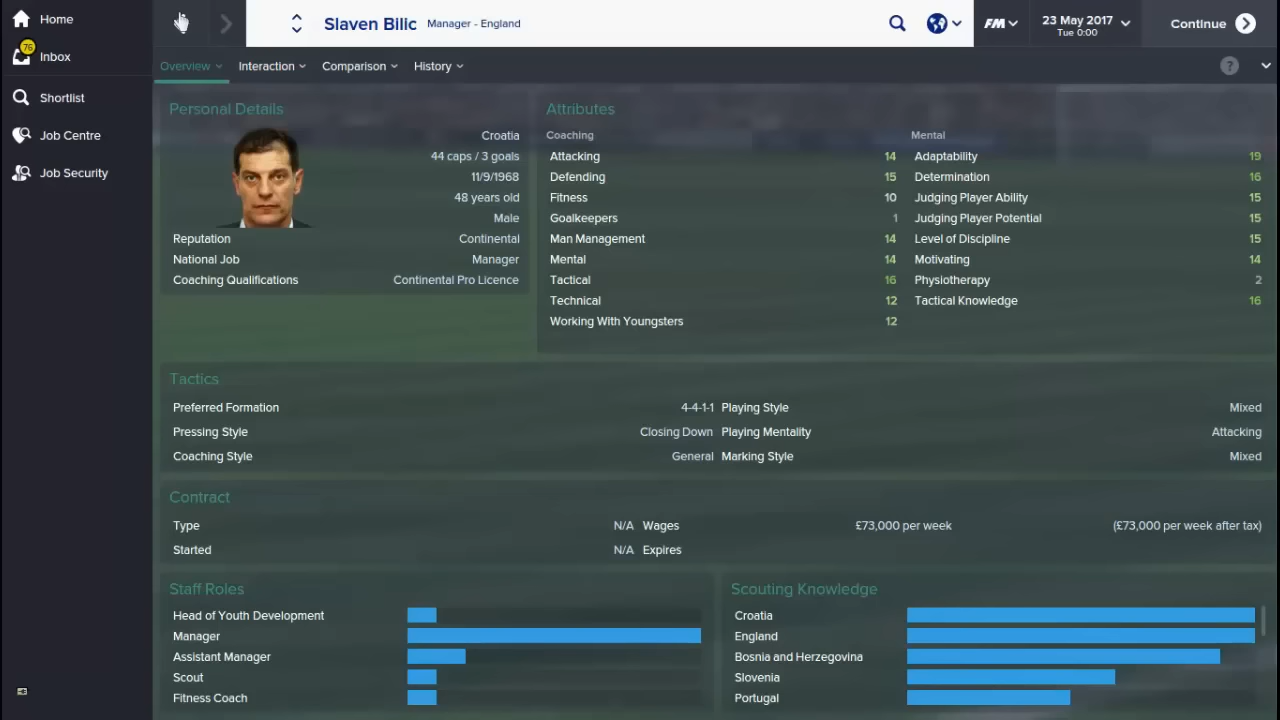 Home
76
Inbox
Shortlist
Job Centre
Job Security
Slaven Bilic Manager - England
FM
23 May 2017
Tue 0:00
Continue
Overview Interaction Comparison History
?
Personal Details
Croatia
44 caps / 3 goals
11/9/1968
48 years old
Male
Reputation Continental
National Job Manager
Coaching Qualifications Continental Pro Licence
Attributes
Coaching
Attacking 14
Defending 15
Fitness 10
Goalkeepers 1
Man Management 14
Mental 14
Tactical 16
Technical 12
Working With Youngsters 12
Mental
Adaptability 19
Determination 16
Judging Player Ability 15
Judging Player Potential 15
Level of Discipline 15
Motivating 14
Physiotherapy 2
Tactical Knowledge 16
Tactics
Preferred Formation 4-4-1-1 Playing Style Mixed
Pressing Style Closing Down Playing Mentality Attacking
Coaching Style General Marking Style Mixed
Contract
Type N/A Wages £73,000 per week (£73,000 per week after tax)
Started N/A Expires
Staff Roles
Head of Youth Development
Manager
Assistant Manager
Scout
Fitness Coach
Scouting Knowledge
Croatia
England
Bosnia and Herzegovina
Slovenia
Portugal